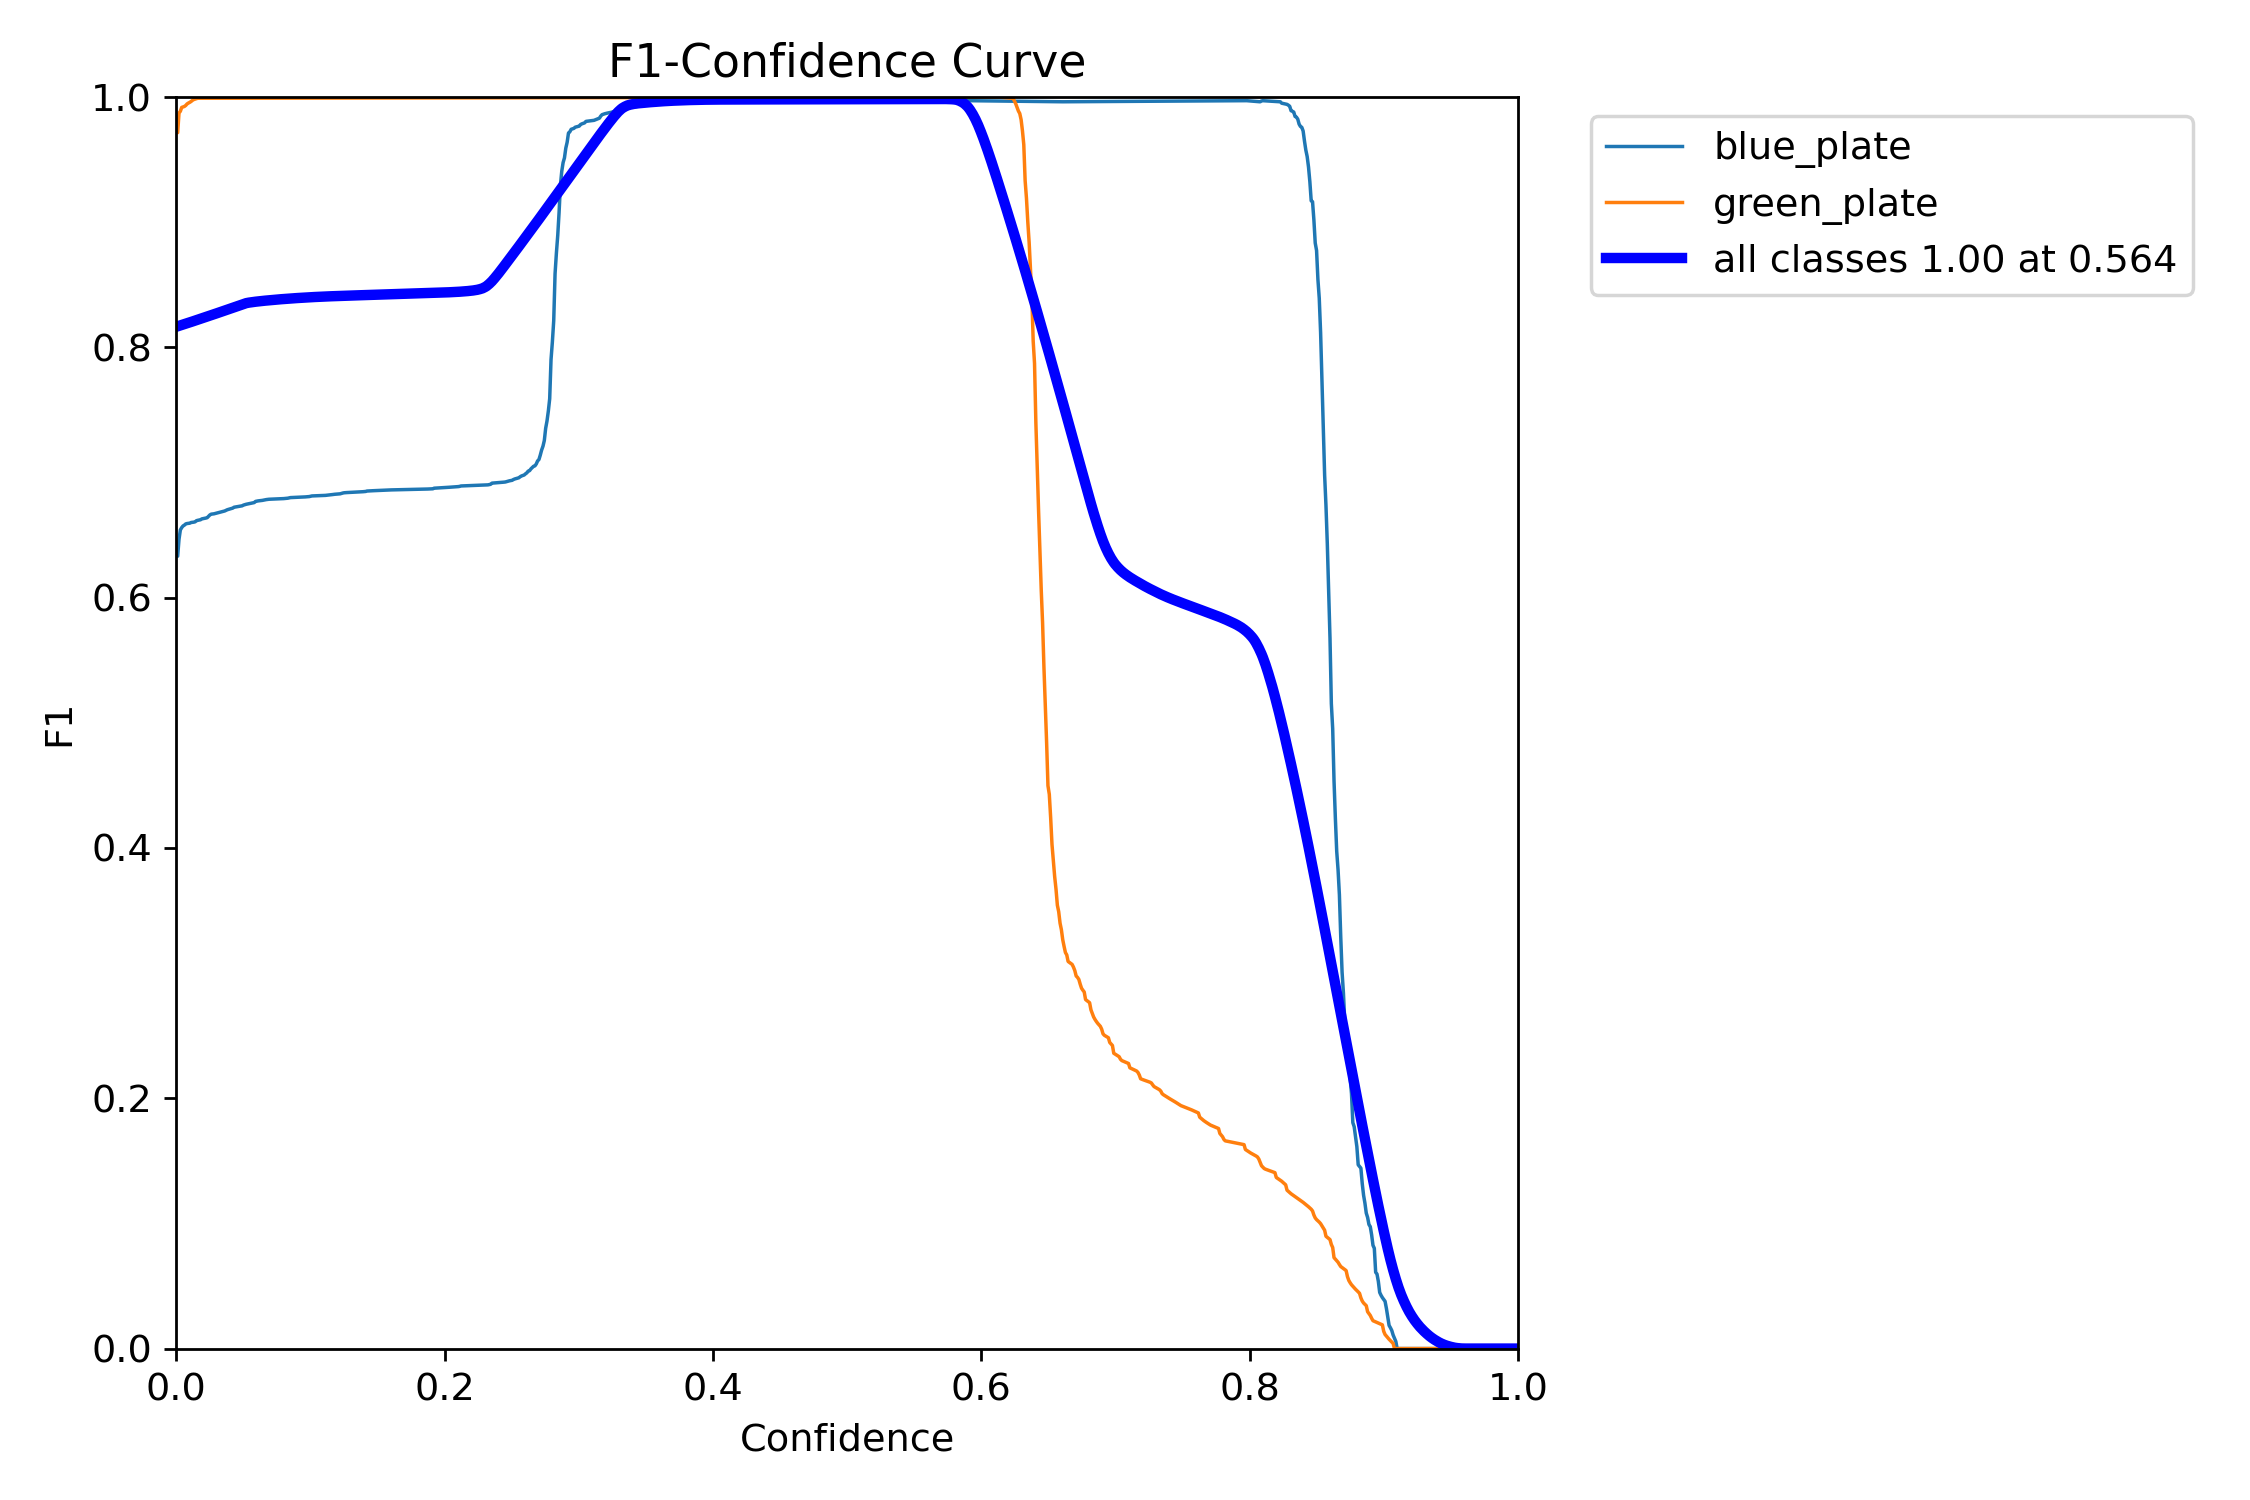 F1-Confidence Curve
blue_plate
green_plate
all classes 1.00 at 0.564
1.0
0.8
0.6
0.4
0.2
0.0
F1
0.0 0.2 0.4 0.6 0.8 1.0
Confidence